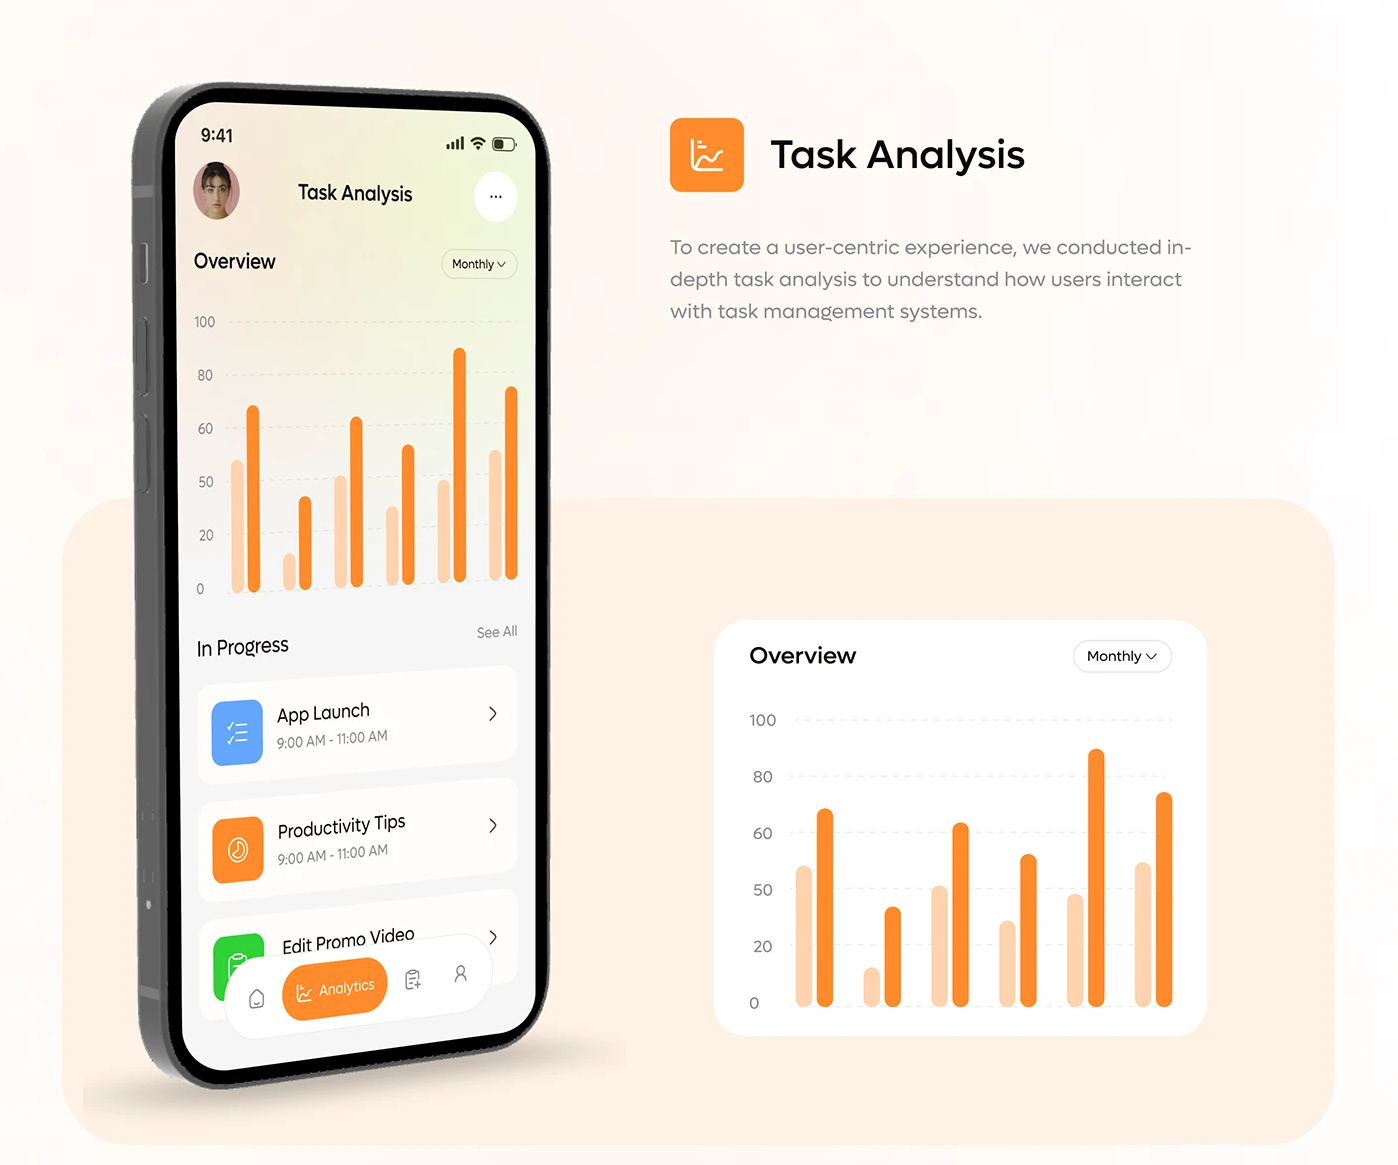 9:41
Task Analysis
...
Overview
Monthly
100
80
60
50
20
0
In Progress
See All
App Launch
9:00 AM - 11:00 AM
Productivity Tips
9:00 AM - 11:00 AM
Edit Promo Video
Analytics
Task Analysis
To create a user-centric experience, we conducted in-
depth task analysis to understand how users interact
with task management systems.
Overview
Monthly
100
80
60
50
20
0